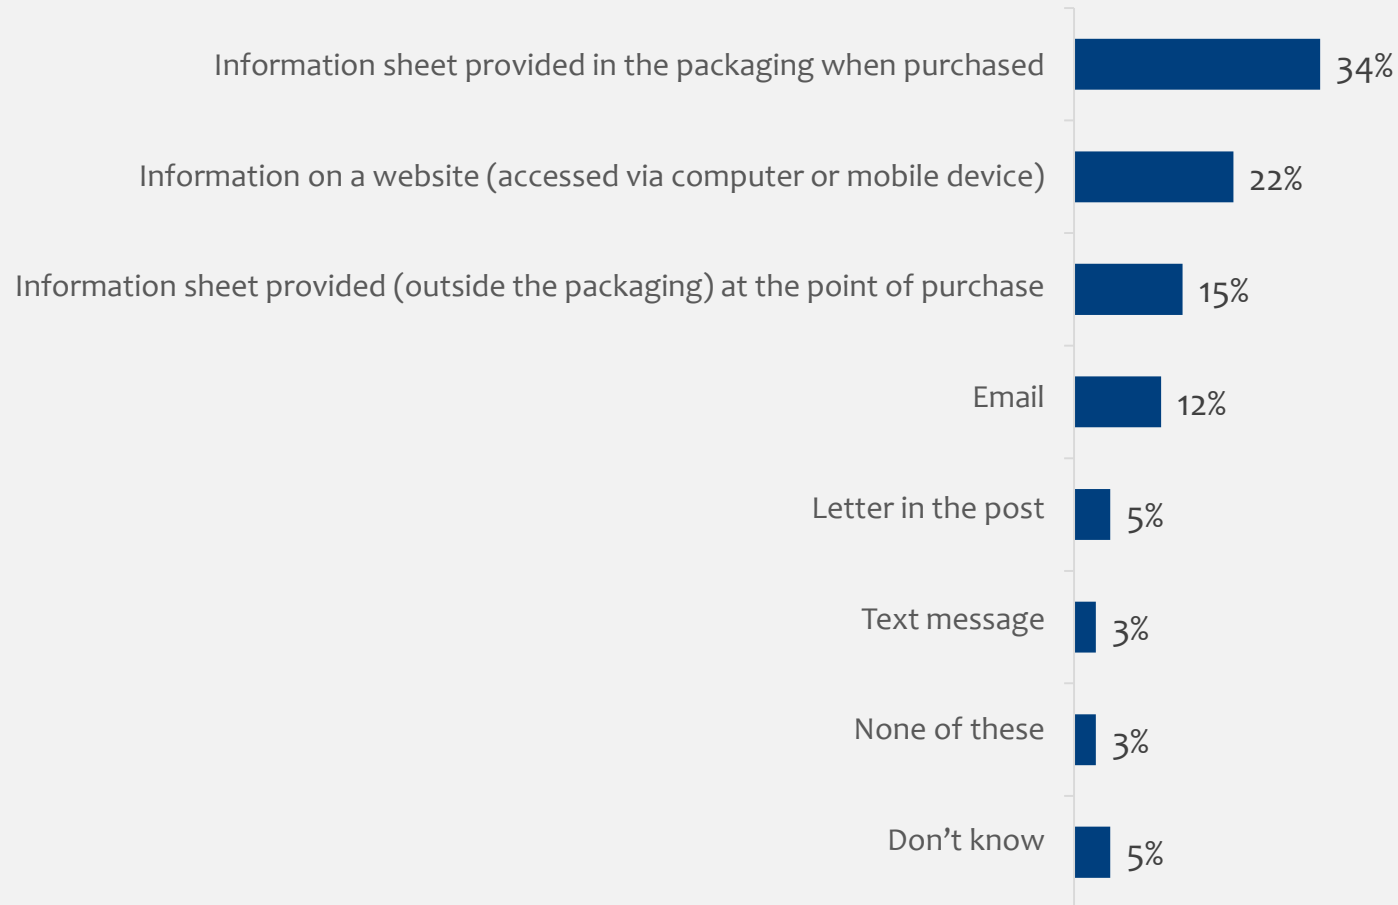 Information sheet provided in the packaging when purchased 34%
Information on a website (accessed via computer or mobile device) 22%
Information sheet provided (outside the packaging) at the point of purchase 15%
Email 12%
Letter in the post 5%
Text message 3%
None of these 3%
Don’t know 5%